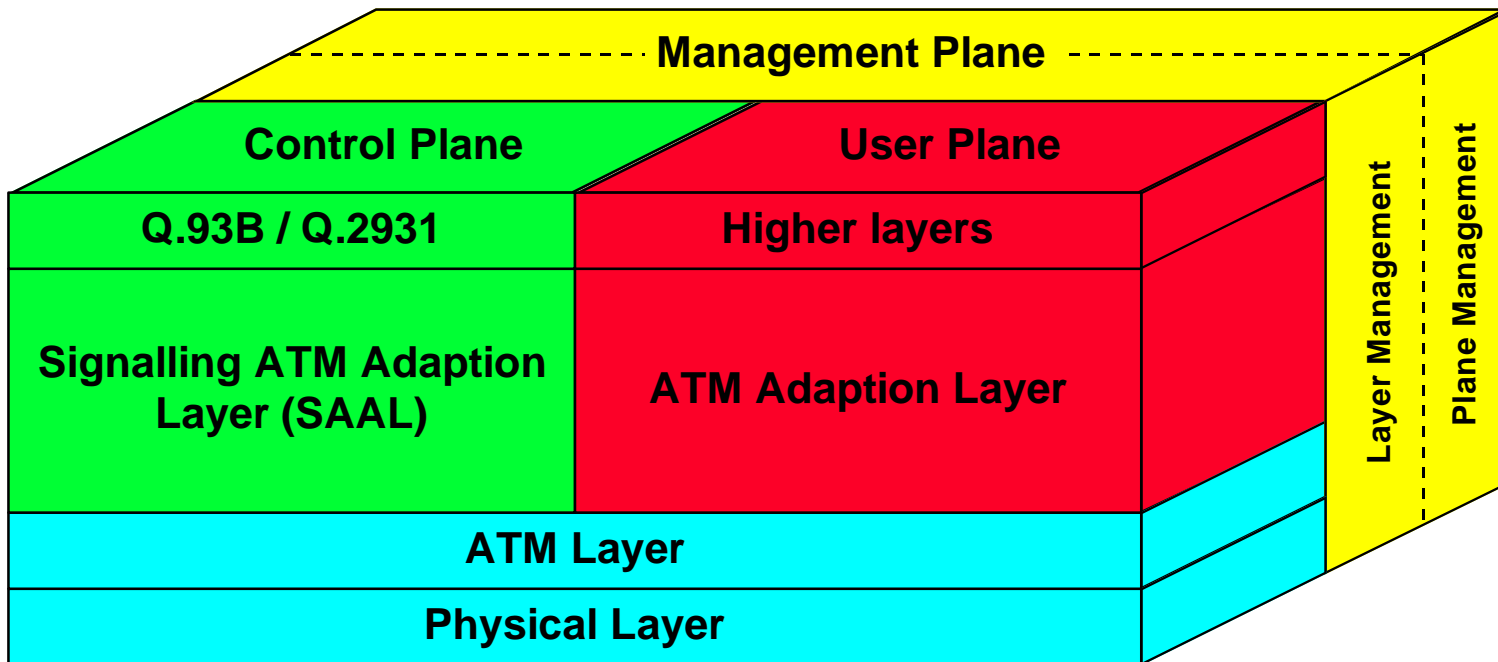 Management Plane
Control Plane
User Plane
Q.93B / Q.2931
Higher layers
Signalling ATM Adaption
Layer (SAAL)
ATM Adaption Layer
ATM Layer
Physical Layer
Layer Management
Plane Management